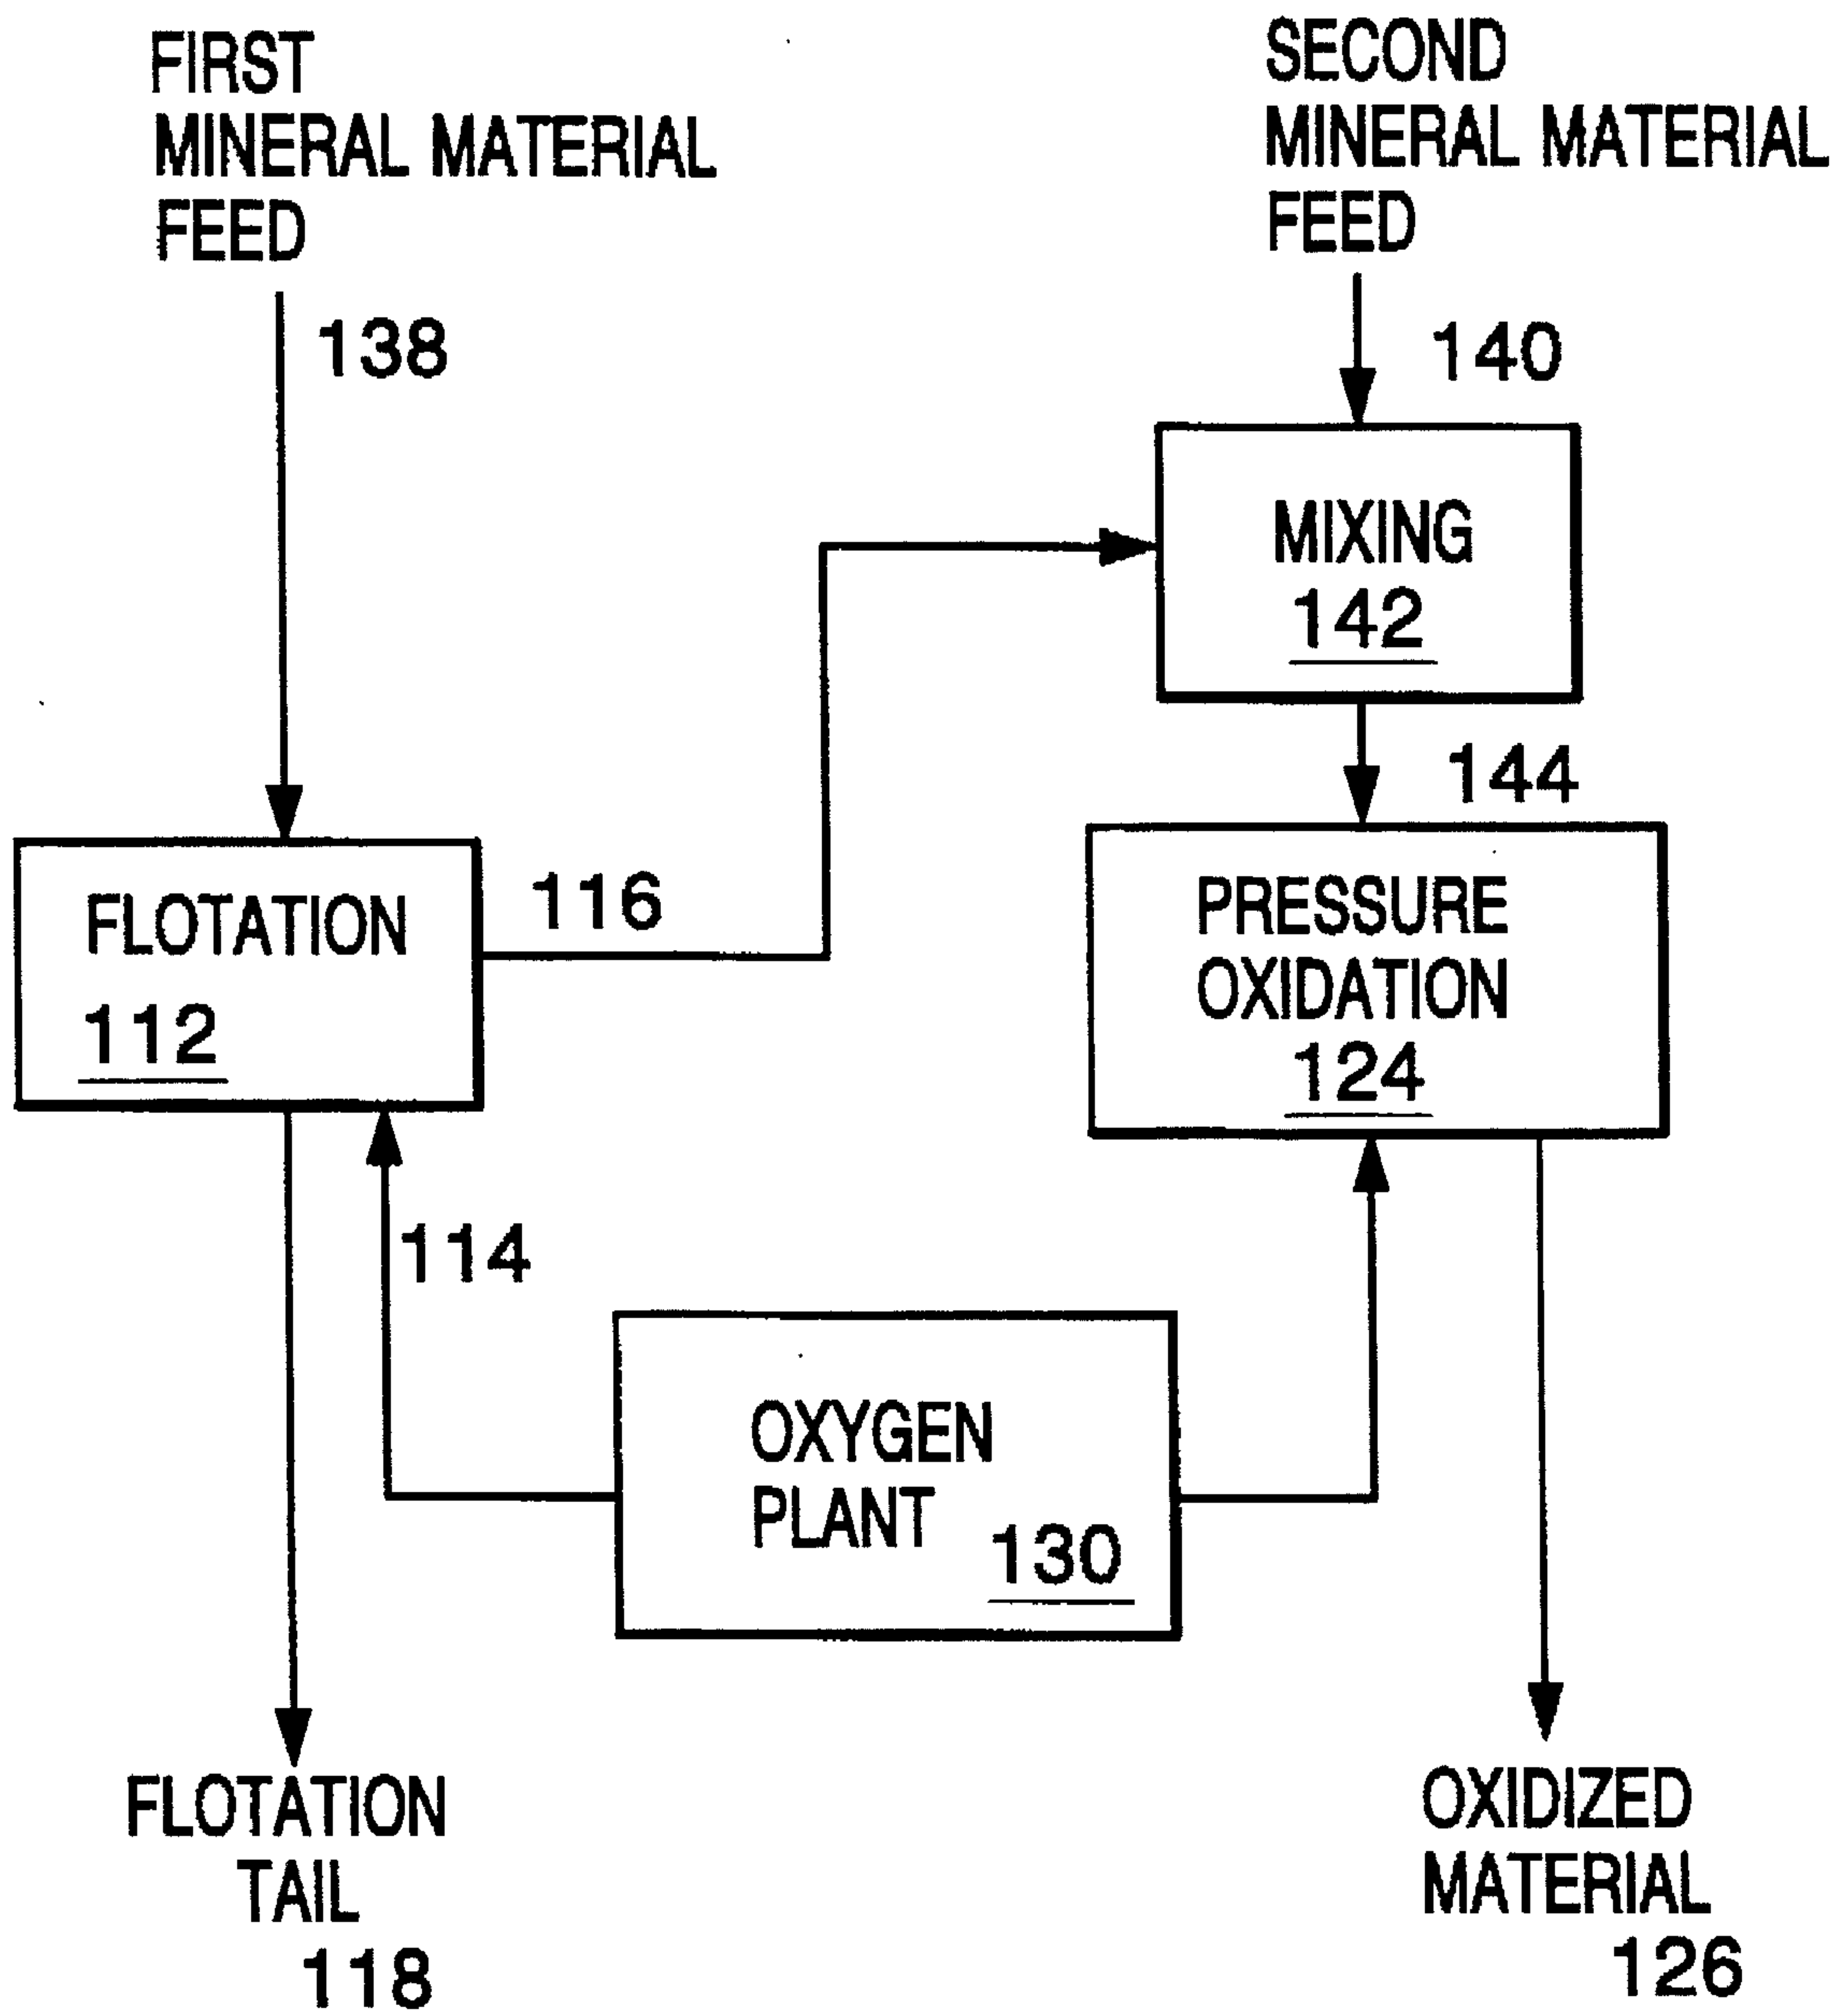 FIRST
MINERAL MATERIAL
FEED
138
SECOND
MINERAL MATERIAL
FEED
140
MIXING
142
144
FLOTATION
112
116
PRESSURE
OXIDATION
124
114
OXYGEN
PLANT
130
FLOTATION
TAIL
118
OXIDIZED
MATERIAL
126